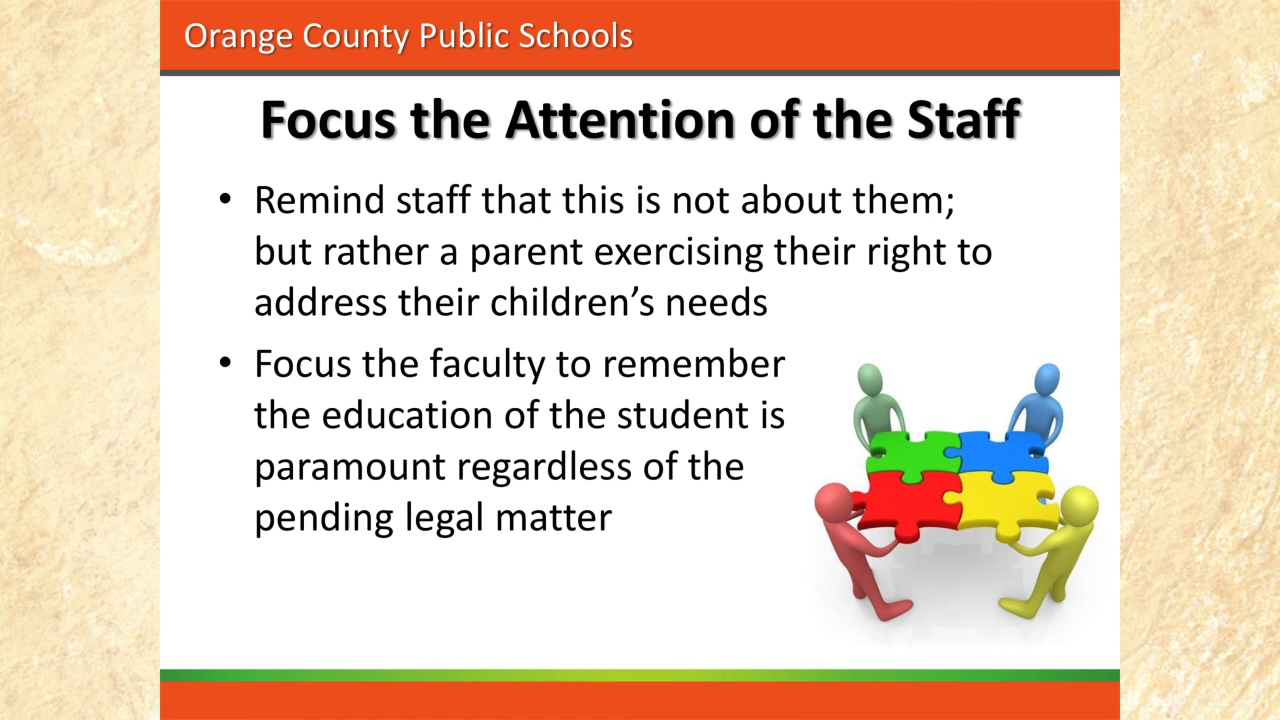 Orange County Public Schools
Focus the Attention of the Staff
• Remind staff that this is not about them;
but rather a parent exercising their right to
address their children’s needs
• Focus the faculty to remember
the education of the student is
paramount regardless of the
pending legal matter